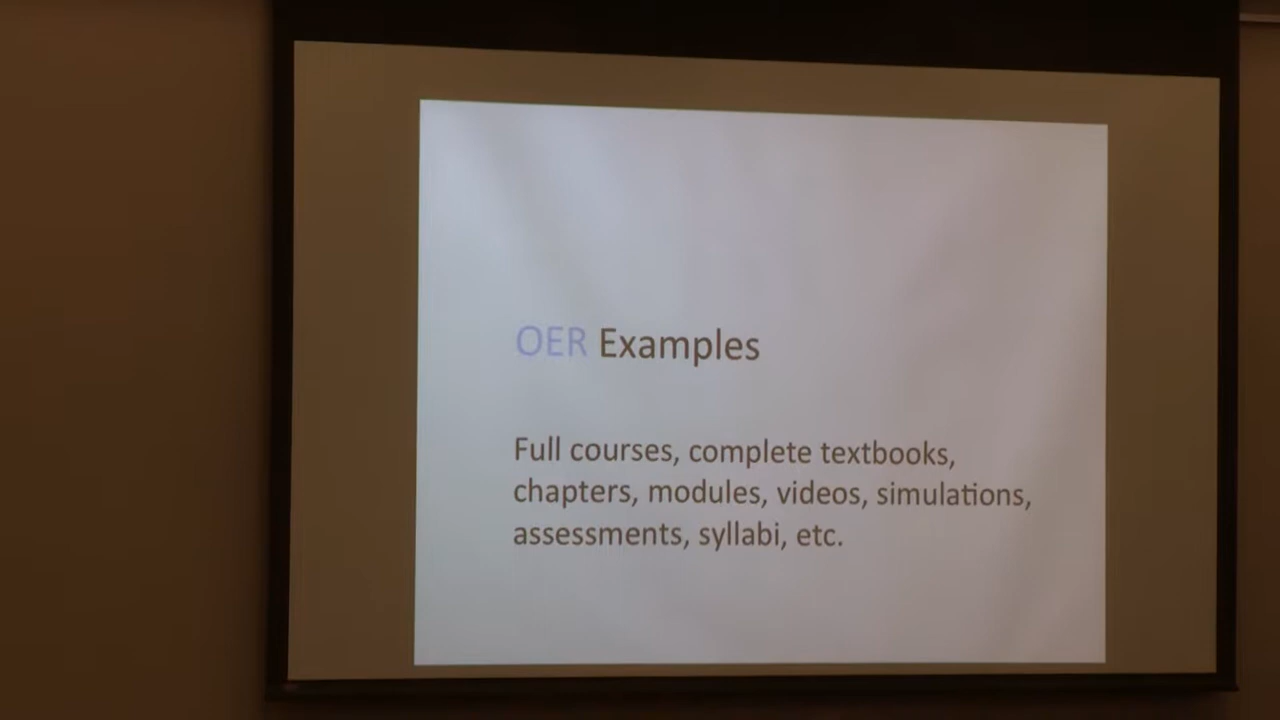 OER Examples
Full courses, complete textbooks,
chapters, modules, videos, simulations,
assessments, syllabi, etc.